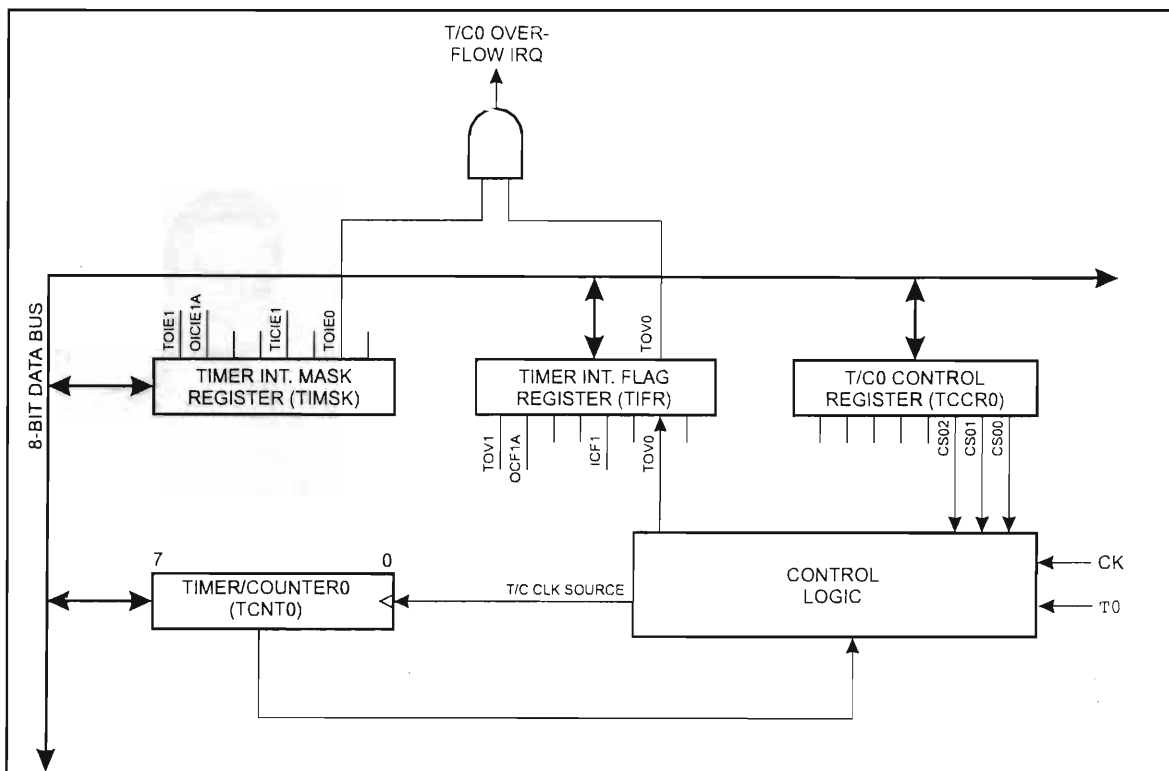 T/C0 OVER-
FLOW IRQ
8-BIT DATA BUS
TOIE1
OICIE1A
TICIE1
TOIE0
TOV0
TIMER INT. MASK
REGISTER (TIMSK)
TIMER INT. FLAG
REGISTER (TIFR)
T/C0 CONTROL
REGISTER (TCCR0)
TOV1
OCF1A
ICF1
TOV0
CS02
CS01
CS00
7
0
TIMER/COUNTER0
(TCNT0)
T/C CLK SOURCE
CONTROL
LOGIC
CK
T0